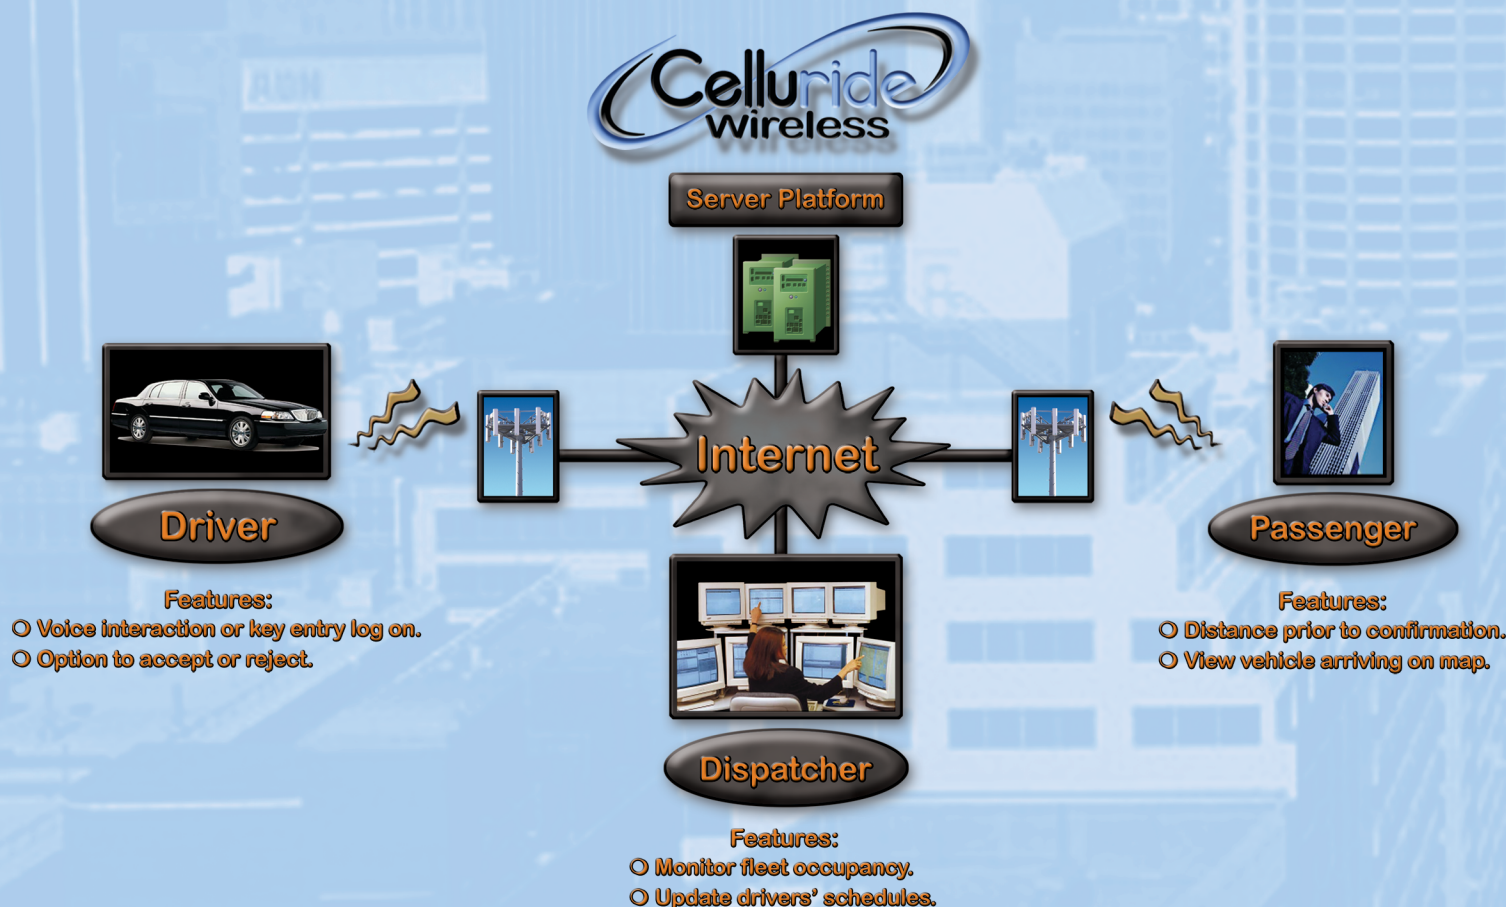 Celluride
wireless
Server Platform
AON
Internet
Driver
Passenger
Features:
○ Voice interaction or key entry log on.
○ Option to accept or reject.
Features:
○ Distance prior to confirmation.
○ View vehicle arriving on map.
Dispatcher
Features:
○ Monitor fleet occupancy.
○ Update drivers' schedules.